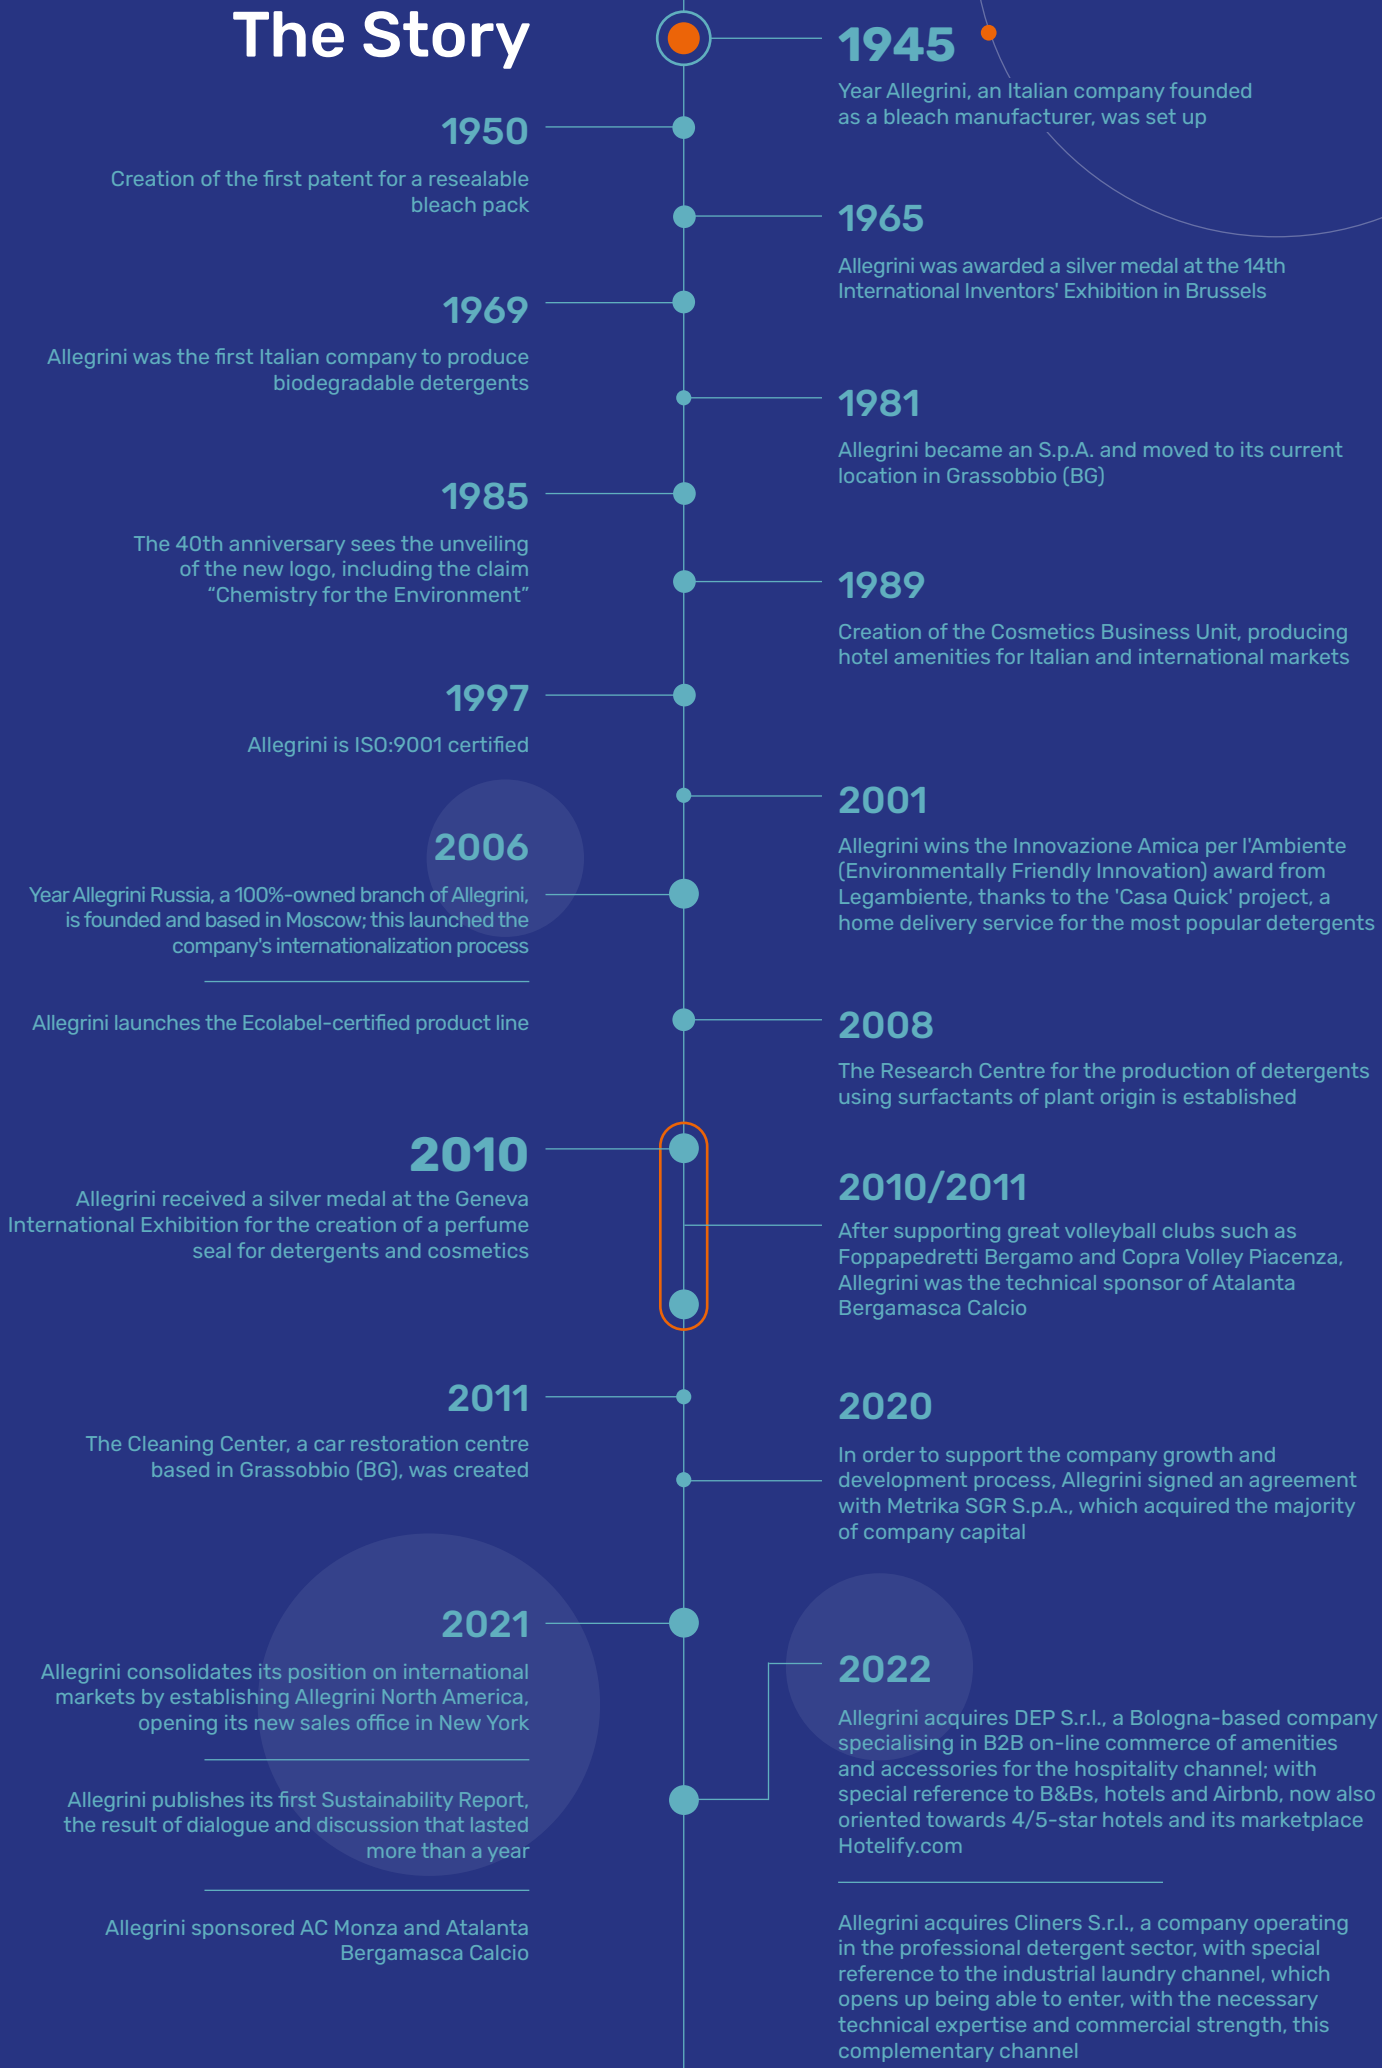 The Story
1945
Year Allegrini, an Italian company founded
as a bleach manufacturer, was set up
1950
Creation of the first patent for a resealable
bleach pack
1965
Allegrini was awarded a silver medal at the 14th
International Inventors' Exhibition in Brussels
1969
Allegrini was the first Italian company to produce
biodegradable detergents
1981
Allegrini became an S.p.A. and moved to its current
location in Grassobbio (BG)
1985
The 40th anniversary sees the unveiling
of the new logo, including the claim
“Chemistry for the Environment”
1989
Creation of the Cosmetics Business Unit, producing
hotel amenities for Italian and international markets
1997
Allegrini is ISO:9001 certified
2001
Allegrini wins the Innovazione Amica per l'Ambiente
(Environmentally Friendly Innovation) award from
Legambiente, thanks to the 'Casa Quick' project, a
home delivery service for the most popular detergents
2006
Year Allegrini Russia, a 100%-owned branch of Allegrini,
is founded and based in Moscow; this launched the
company's internationalization process
Allegrini launches the Ecolabel-certified product line
2008
The Research Centre for the production of detergents
using surfactants of plant origin is established
2010
Allegrini received a silver medal at the Geneva
International Exhibition for the creation of a perfume
seal for detergents and cosmetics
2010/2011
After supporting great volleyball clubs such as
Foppapedretti Bergamo and Copra Volley Piacenza,
Allegrini was the technical sponsor of Atalanta
Bergamasca Calcio
2011
The Cleaning Center, a car restoration centre
based in Grassobbio (BG), was created
2020
In order to support the company growth and
development process, Allegrini signed an agreement
with Metrika SGR S.p.A., which acquired the majority
of company capital
2021
Allegrini consolidates its position on international
markets by establishing Allegrini North America,
opening its new sales office in New York
Allegrini publishes its first Sustainability Report,
the result of dialogue and discussion that lasted
more than a year
Allegrini sponsored AC Monza and Atalanta
Bergamasca Calcio
2022
Allegrini acquires DEP S.r.l., a Bologna-based company
specialising in B2B on-line commerce of amenities
and accessories for the hospitality channel; with
special reference to B&Bs, hotels and Airbnb, now also
oriented towards 4/5-star hotels and its marketplace
Hotelify.com
Allegrini acquires Cliners S.r.l., a company operating
in the professional detergent sector, with special
reference to the industrial laundry channel, which
opens up being able to enter, with the necessary
technical expertise and commercial strength, this
complementary channel